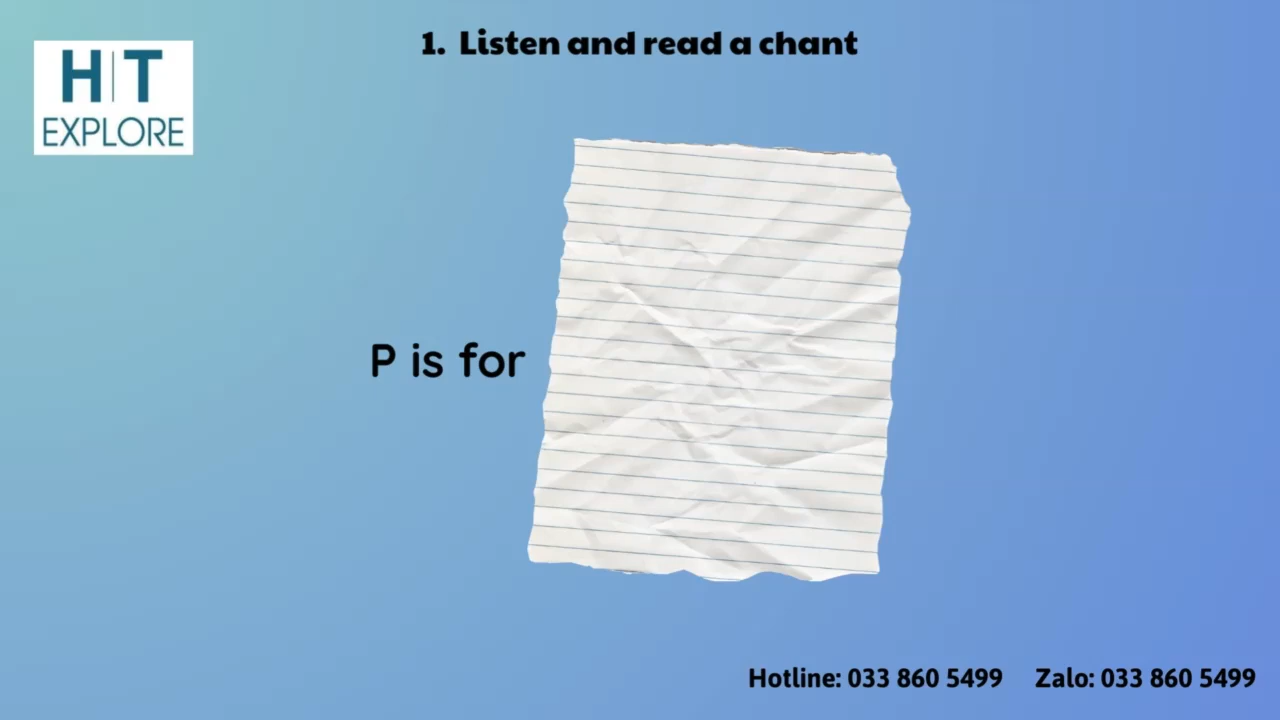 1. Listen and read a chant
H|T
EXPLORE
P is for
Hotline: 033 860 5499 Zalo: 033 860 5499